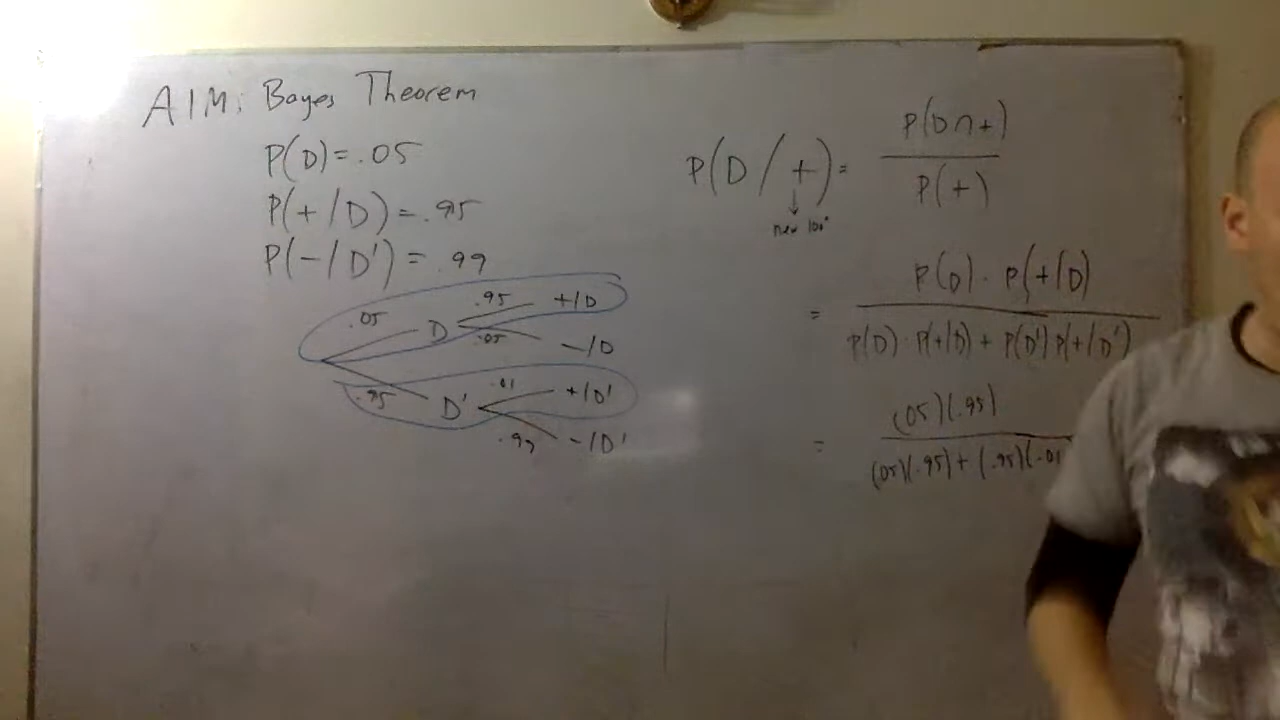 AIM: Bayes Theorem
P(D)=.05
P(+/D)=.95
P(-/D')=.99
.05 D .95 +/D
.05 -/D
.95 D' .01 +/D'
.99 -/D'
P(D/+)= P(D∩+)
P(+)
new 100%
= P(D)·P(+/D)
P(D)·P(+/D)+P(D')P(+/D')
= (.05)(.95)
(.05)(.95)+(.95)(.01